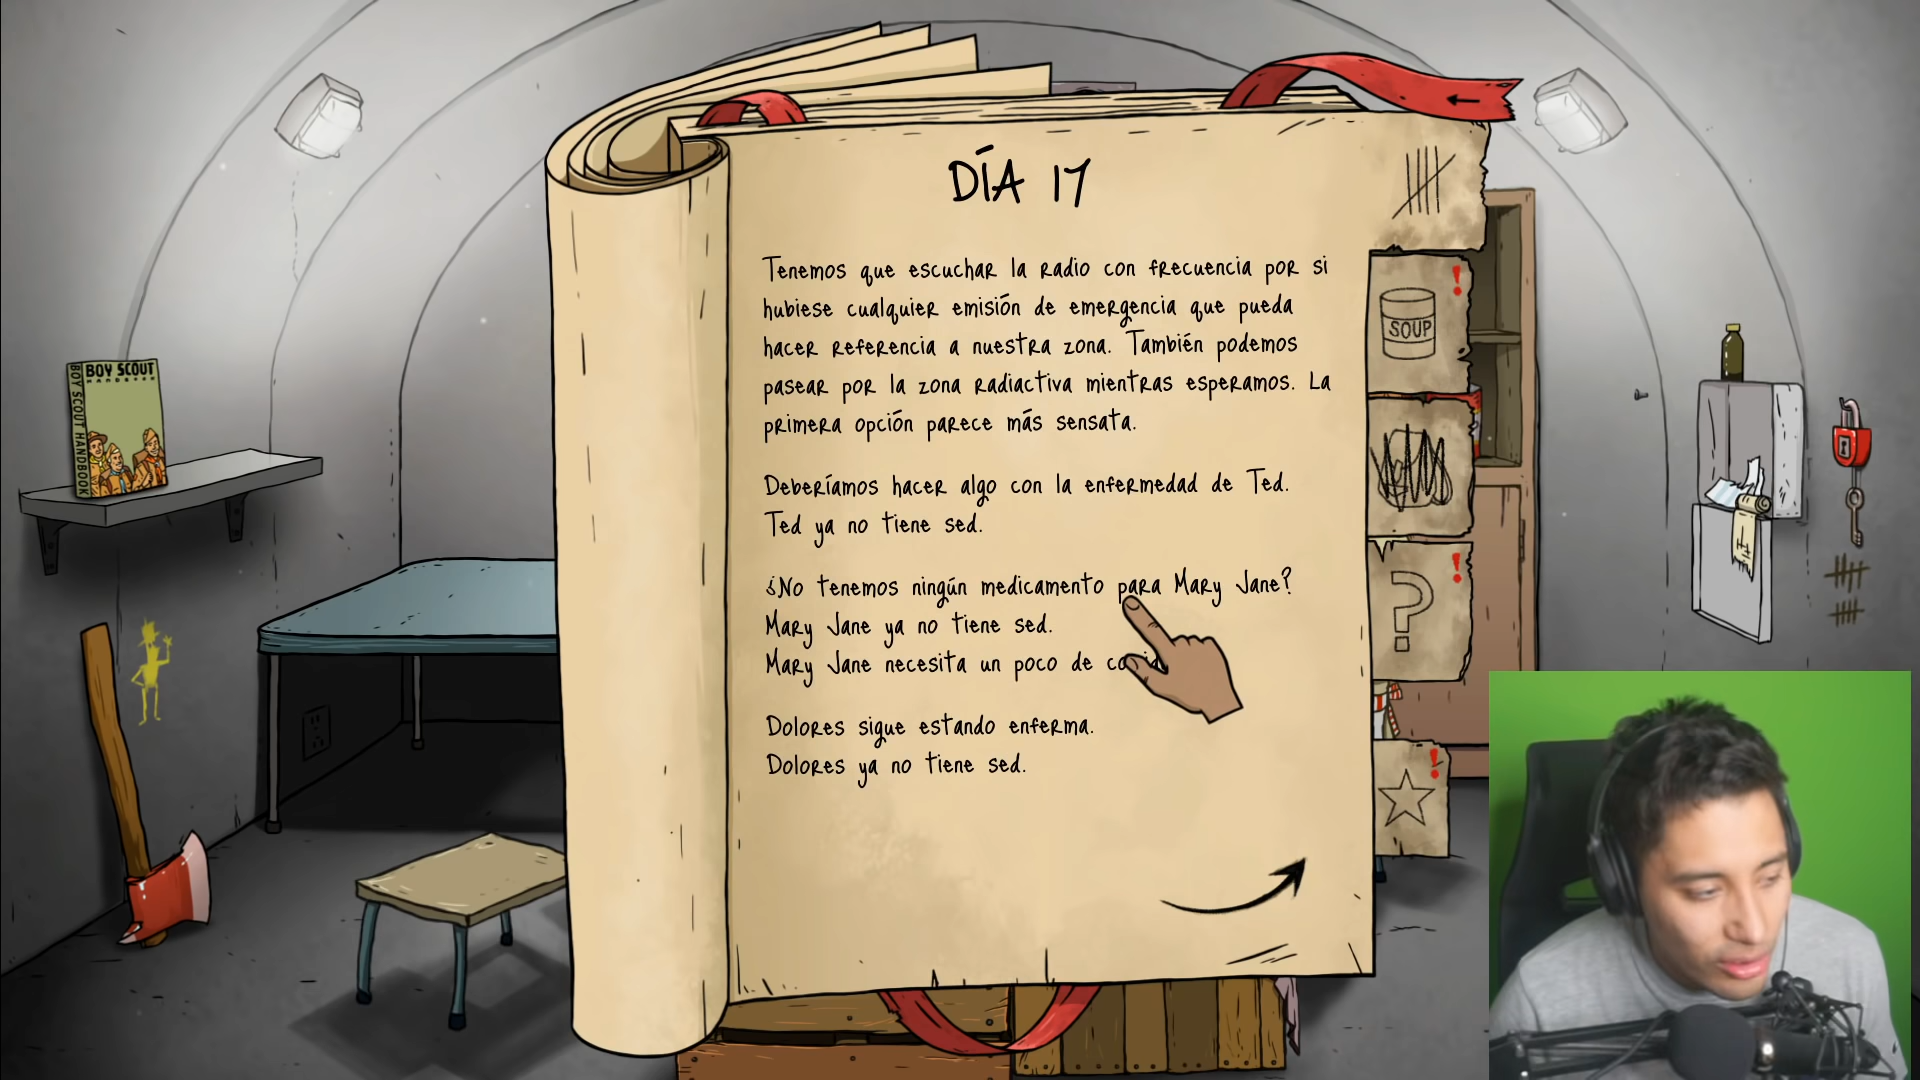 BOY SCOUT
HANDBOOK
BOY SCOUT HANDBOOK
DÍA 17
Tenemos que escuchar la radio con frecuencia por si
hubiese cualquier emisión de emergencia que pueda
hacer referencia a nuestra zona. También podemos
pasear por la zona radiactiva mientras esperamos. La
primera opción parece más sensata.
Deberíamos hacer algo con la enfermedad de Ted.
Ted ya no tiene sed.
¿No tenemos ningún medicamento para Mary Jane?
Mary Jane ya no tiene sed.
Mary Jane necesita un poco de
Dolores sigue estando enferma.
Dolores ya no tiene sed.
!
SOUP
!
?
!